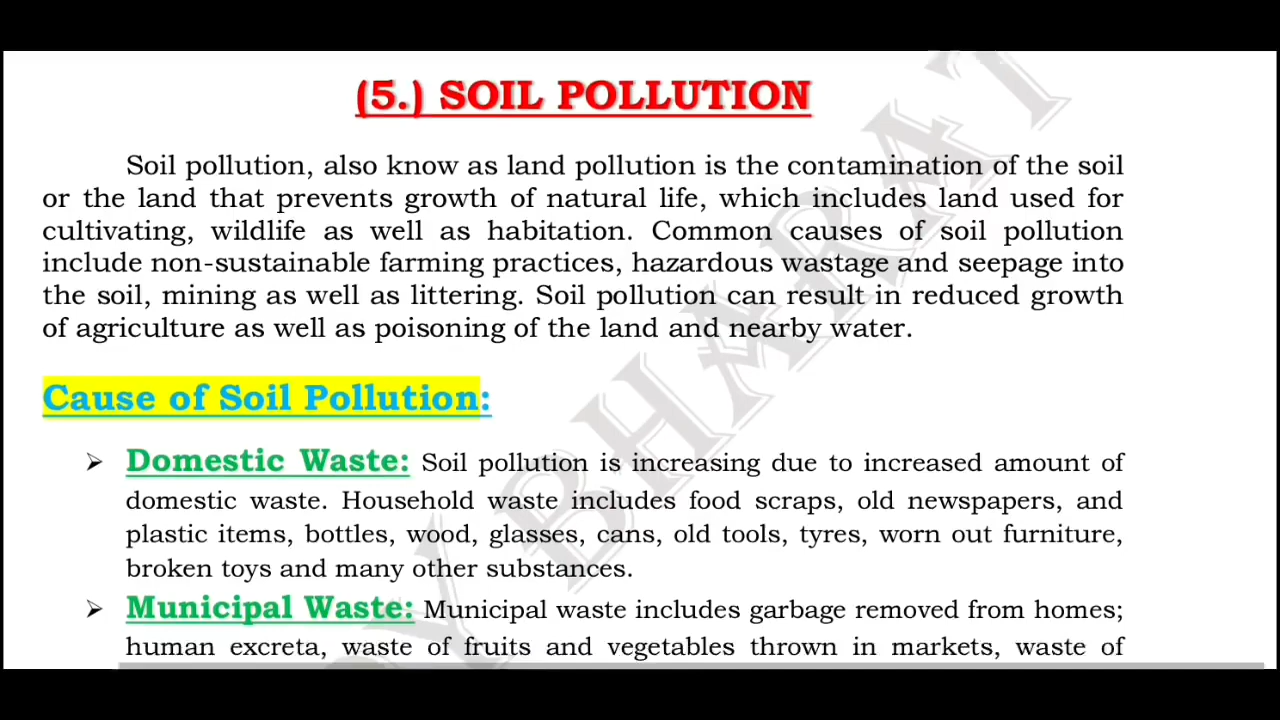 (5.) SOIL POLLUTION
Soil pollution, also know as land pollution is the contamination of the soil
or the land that prevents growth of natural life, which includes land used for
cultivating, wildlife as well as habitation. Common causes of soil pollution
include non-sustainable farming practices, hazardous wastage and seepage into
the soil, mining as well as littering. Soil pollution can result in reduced growth
of agriculture as well as poisoning of the land and nearby water.
Cause of Soil Pollution:
➢ Domestic Waste: Soil pollution is increasing due to increased amount of
domestic waste. Household waste includes food scraps, old newspapers, and
plastic items, bottles, wood, glasses, cans, old tools, tyres, worn out furniture,
broken toys and many other substances.
➢ Municipal Waste: Municipal waste includes garbage removed from homes;
human excreta, waste of fruits and vegetables thrown in markets, waste of
BHARAT